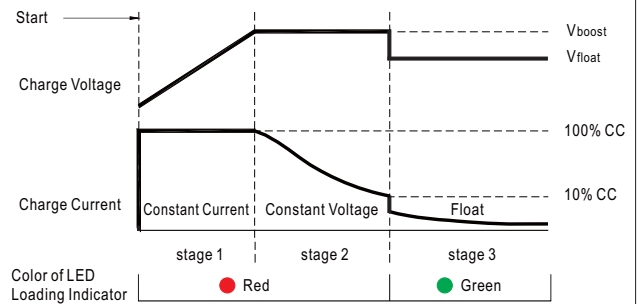 Start
Vboost
Vfloat
Charge Voltage
100% CC
10% CC
Charge Current
Constant Current
Constant Voltage
Float
stage 1
stage 2
stage 3
Color of LED
Loading Indicator
Red
Green